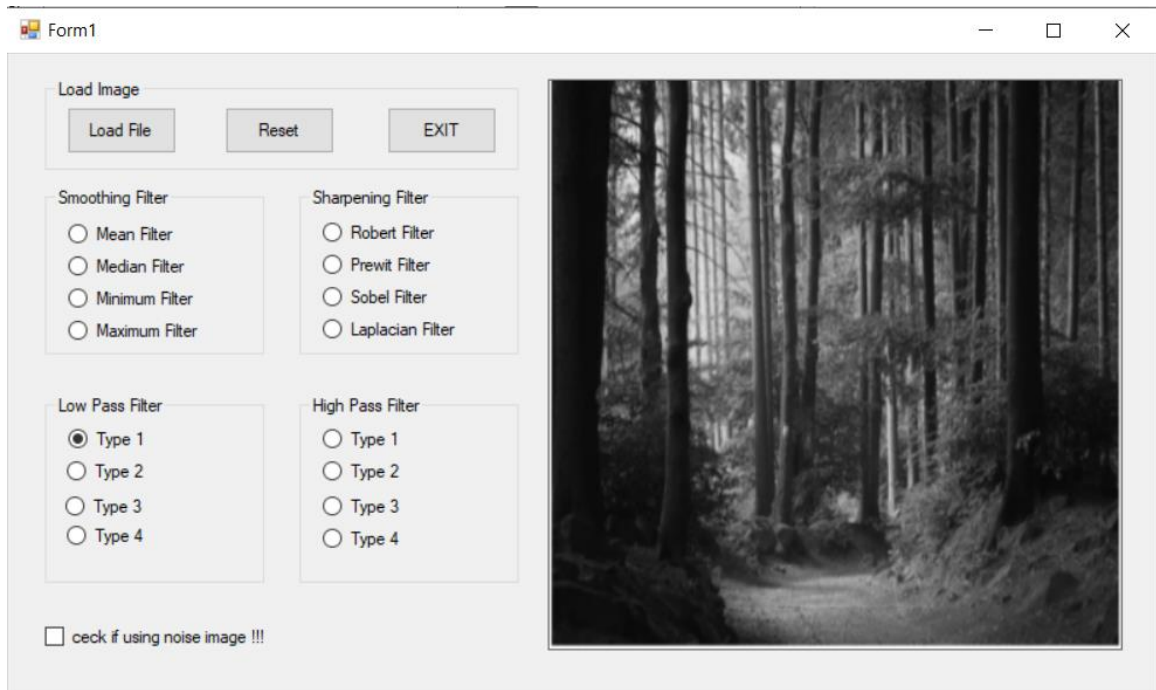 Form1
Load Image
Load File
Reset
EXIT
Smoothing Filter
Mean Filter
Median Filter
Minimum Filter
Maximum Filter
Sharpening Filter
Robert Filter
Prewit Filter
Sobel Filter
Laplacian Filter
Low Pass Filter
Type 1
Type 2
Type 3
Type 4
High Pass Filter
Type 1
Type 2
Type 3
Type 4
ceck if using noise image !!!